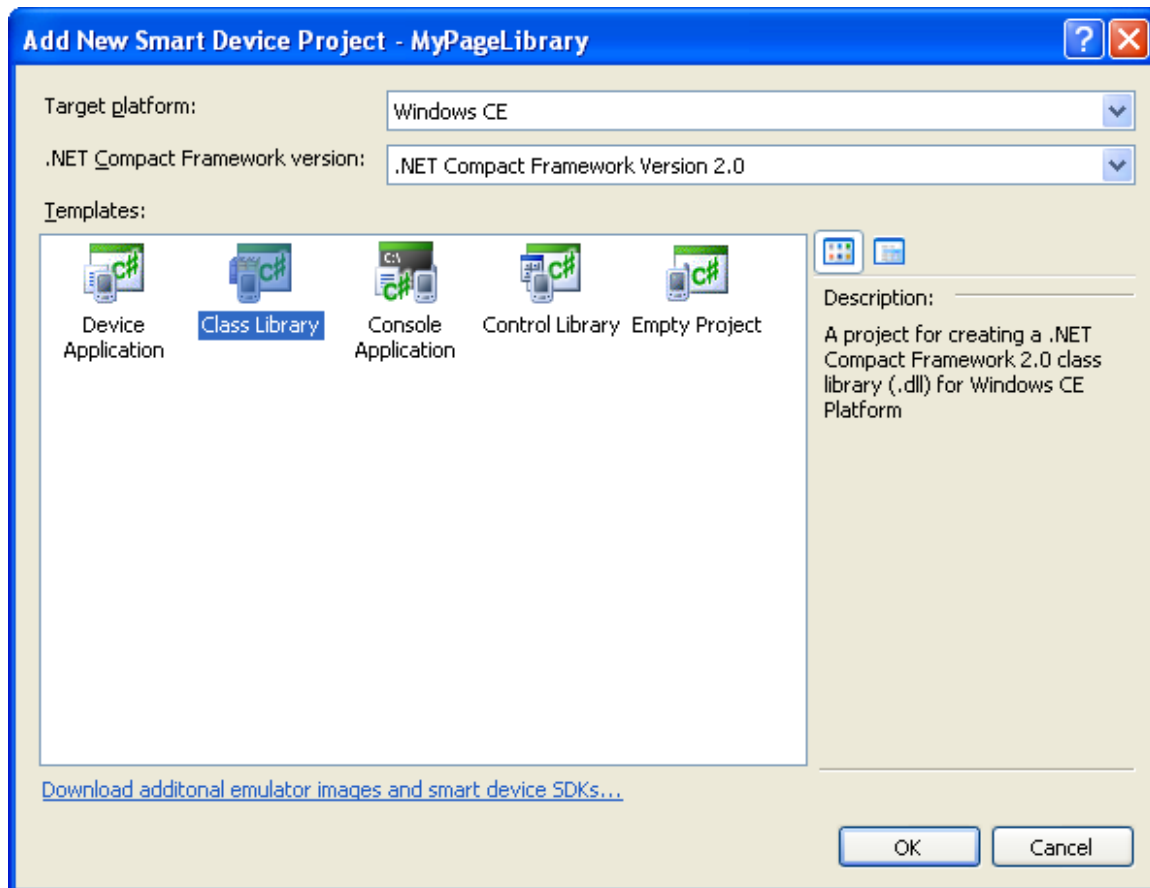 Add New Smart Device Project - MyPageLibrary
Target platform:
Windows CE
.NET Compact Framework version:
.NET Compact Framework Version 2.0
Templates:
Device Application
Class Library
C:\
Console Application
Control Library
Empty Project
Description:
A project for creating a .NET
Compact Framework 2.0 class
library (.dll) for Windows CE
Platform
Download additonal emulator images and smart device SDKs...
OK
Cancel